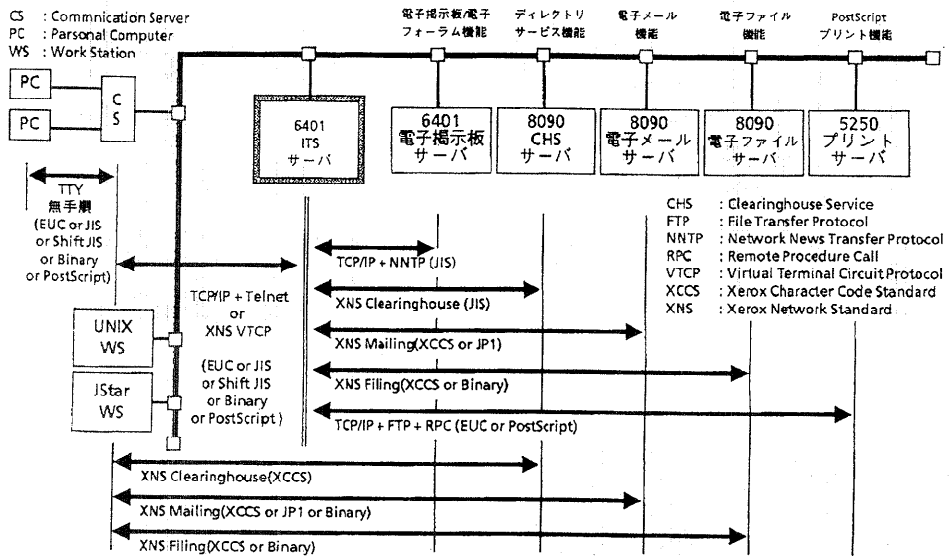 CS : Commnication Server
PC : Parsonal Computer
WS : Work Station
電子掲示板/電子
フォーラム機能
ディレクトリ
サービス機能
電子メール
機能
電子ファイル
機能
PostScript
プリント機能
PC
PC
C
S
6401
ITS
サーバ
6401
電子掲示板
サーバ
8090
CHS
サーバ
8090
電子メール
サーバ
8090
電子ファイル
サーバ
5250
プリント
サーバ
TTY
無手順
(EUC or JIS
or Shift JIS
or Binary
or PostScript)
CHS : Clearinghouse Service
FTP : File Transfer Protocol
NNTP : Network News Transfer Protocol
RPC : Remote Procedure Call
VTCP : Virtual Terminal Circuit Protocol
XCCS : Xerox Character Code Standard
XNS : Xerox Network Standard
TCP/IP + NNTP (JIS)
TCP/IP + Telnet
or
XNS VTCP
(EUC or JIS
or Shift JIS
or Binary
or PostScript )
XNS Clearinghouse (JIS)
XNS Mailing(XCCS or JP1)
XNS Filing(XCCS or Binary)
TCP/IP + FTP + RPC (EUC or PostScript)
UNIX
WS
JStar
WS
XNS Clearinghouse(XCCS)
XNS Mailing(XCCS or JP1 or Binary)
XNS Filing(XCCS or Binary)